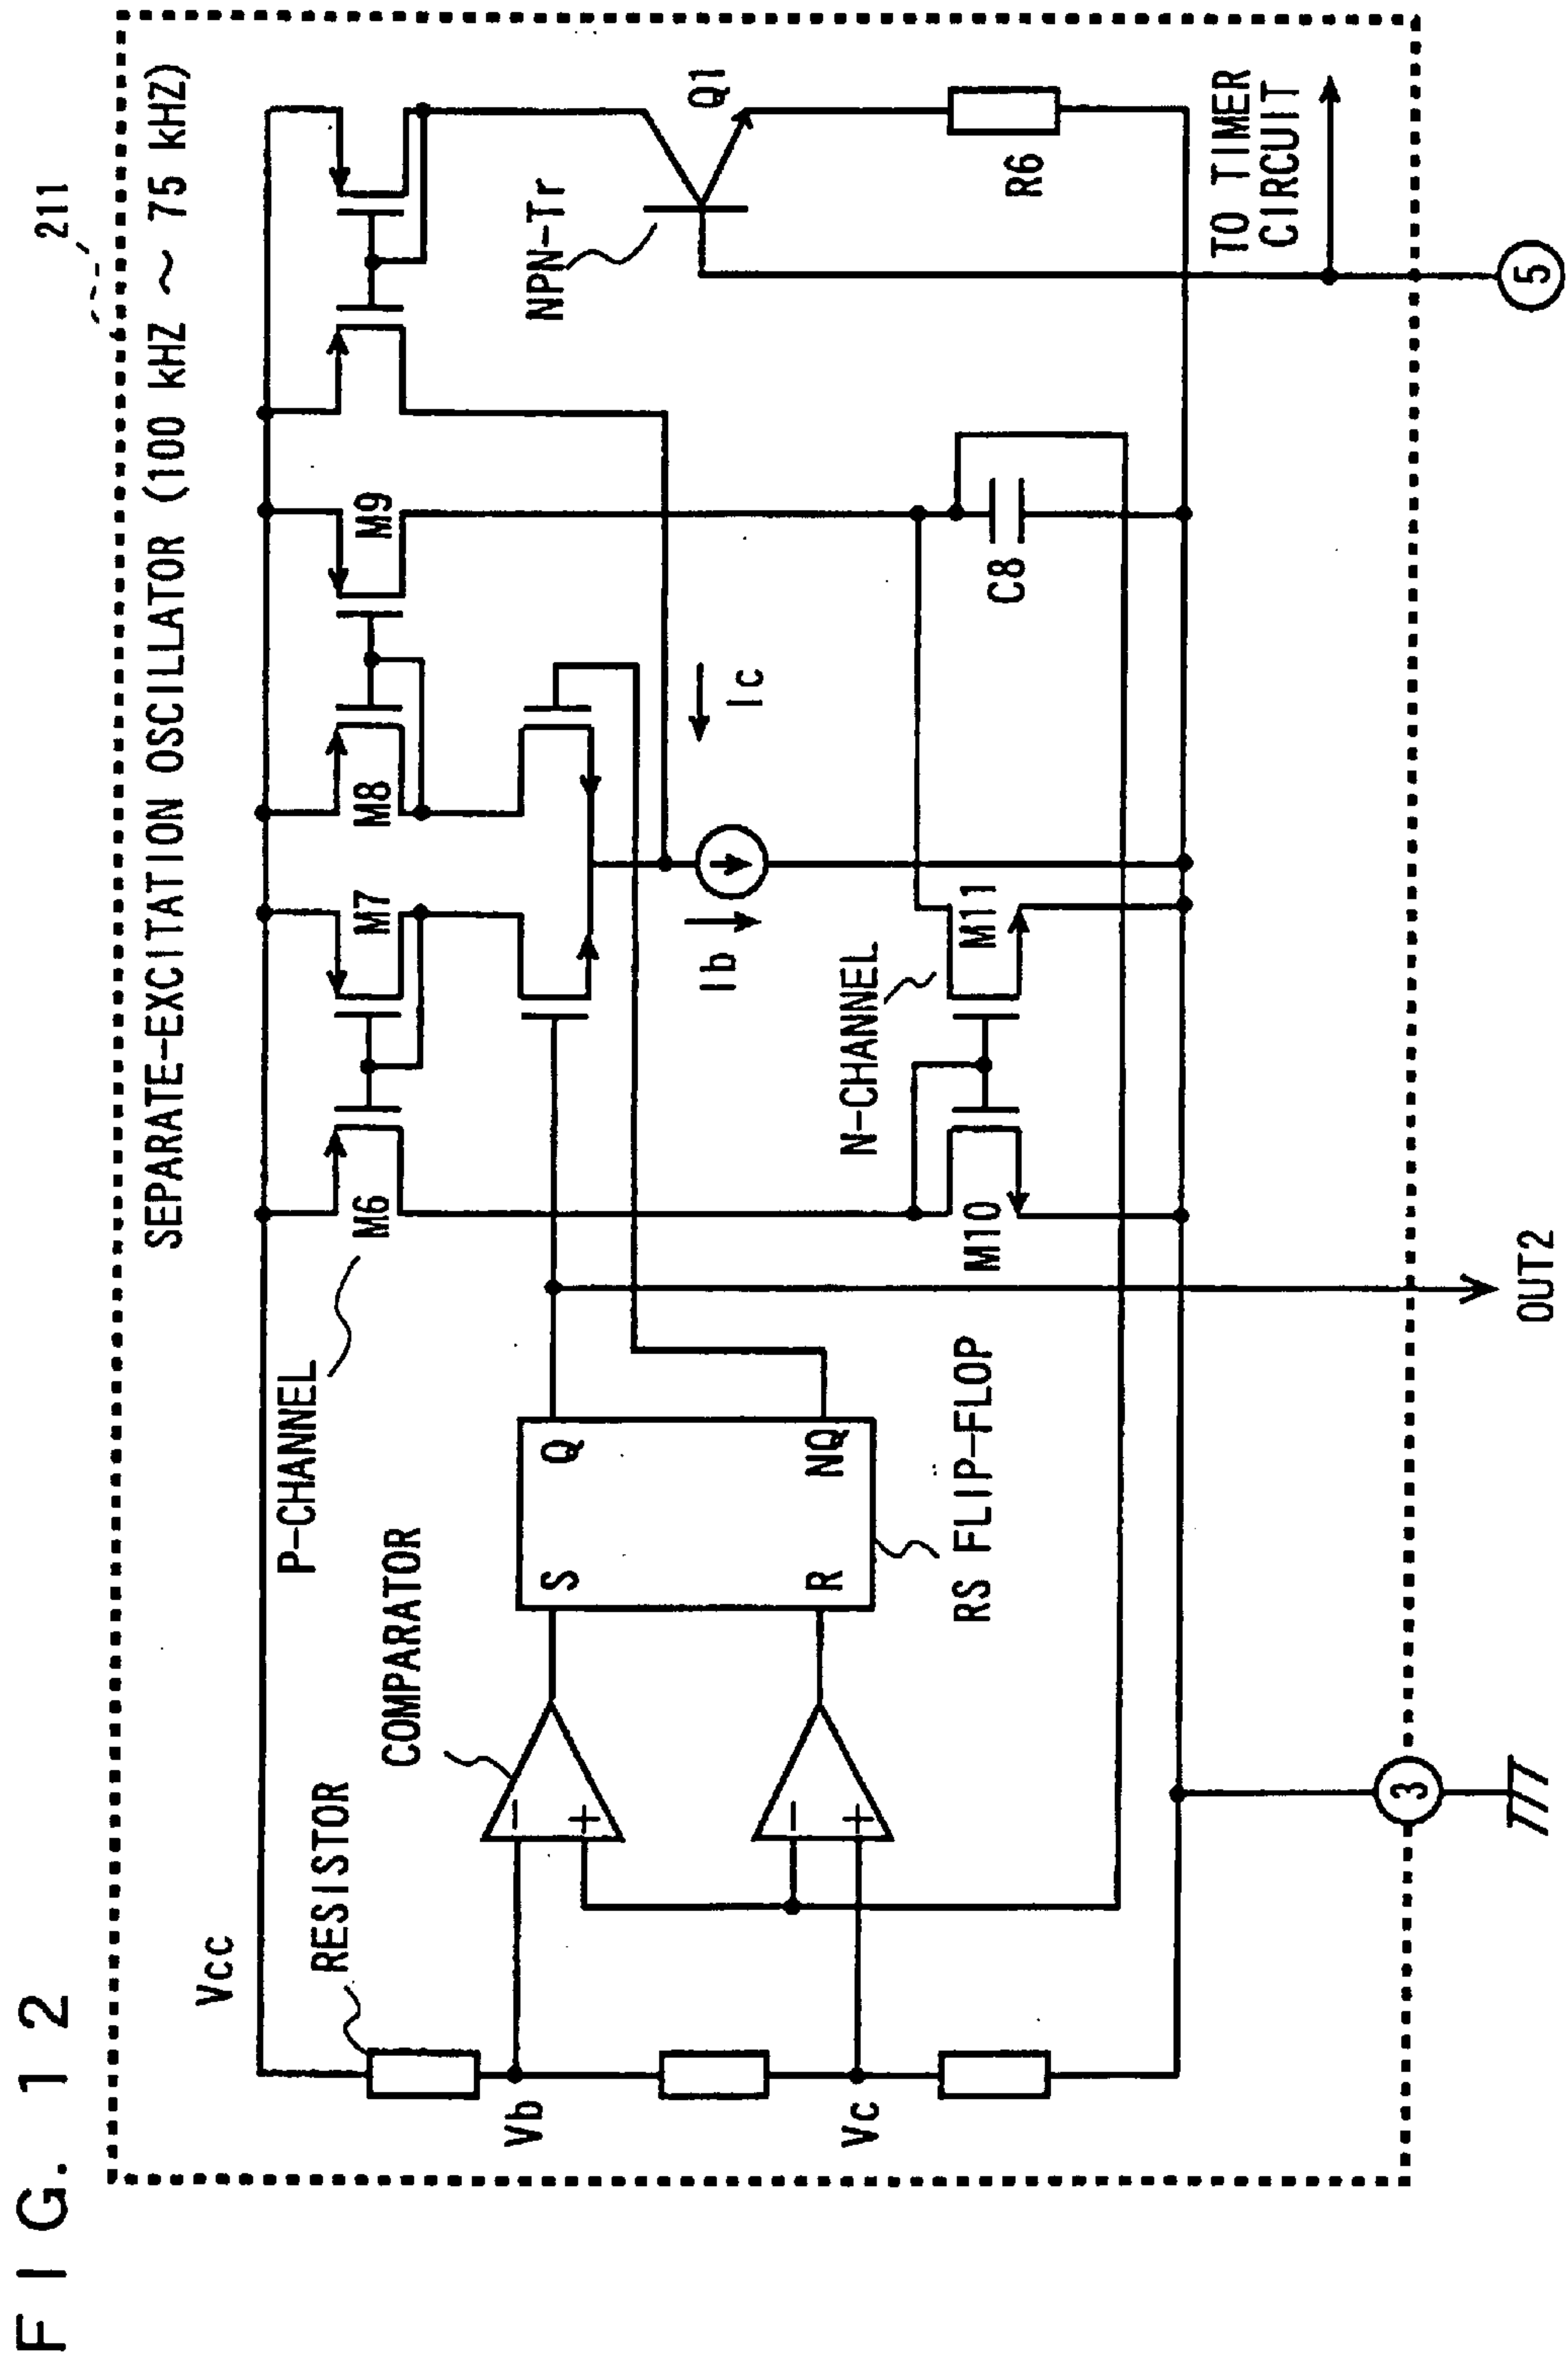 FIG. 12
211
SEPARATE-EXCITATION OSCILLATOR (100 kHZ ~ 75 kHZ)
Vcc
RESISTOR
Vb
Vc
COMPARATOR
−
+
−
+
S
Q
R
NQ
RS FLIP-FLOP
P-CHANNEL
M6
M7
M8
M9
Ib
Ic
N-CHANNEL
M10
M11
C8
NPN-Tr
Q1
R6
TO TIMER
CIRCUIT
3
OUT2
5